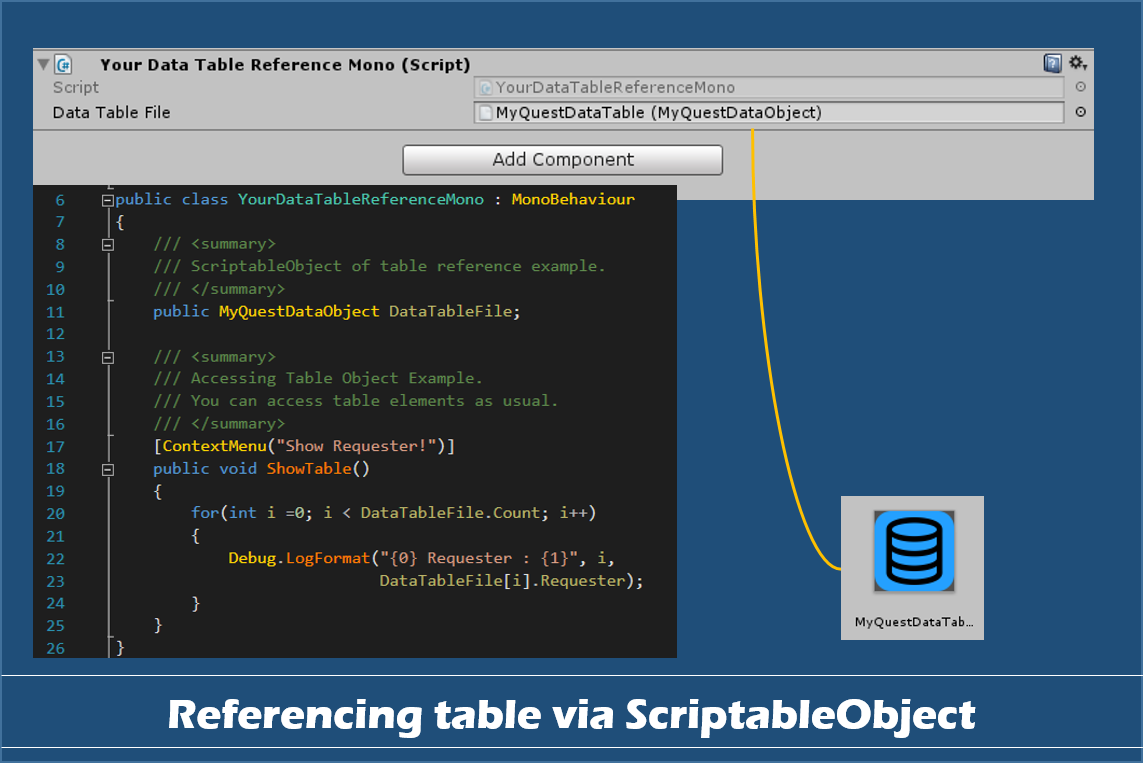 Your Data Table Reference Mono (Script)
Script YourDataTableReferenceMono
Data Table File MyQuestDataTable (MyQuestDataObject)
Add Component
6 public class YourDataTableReferenceMono : MonoBehaviour
7 {
8 /// <summary>
9 /// ScriptableObject of table reference example.
10 /// </summary>
11 public MyQuestDataObject DataTableFile;
12
13 /// <summary>
14 /// Accessing Table Object Example.
15 /// You can access table elements as usual.
16 /// </summary>
17 [ContextMenu("Show Requester!")]
18 public void ShowTable()
19 {
20 for(int i =0; i < DataTableFile.Count; i++)
21 {
22 Debug.LogFormat("{0} Requester : {1}", i,
23 DataTableFile[i].Requester);
24 }
25 }
26 }
MyQuestDataTab...
Referencing table via ScriptableObject